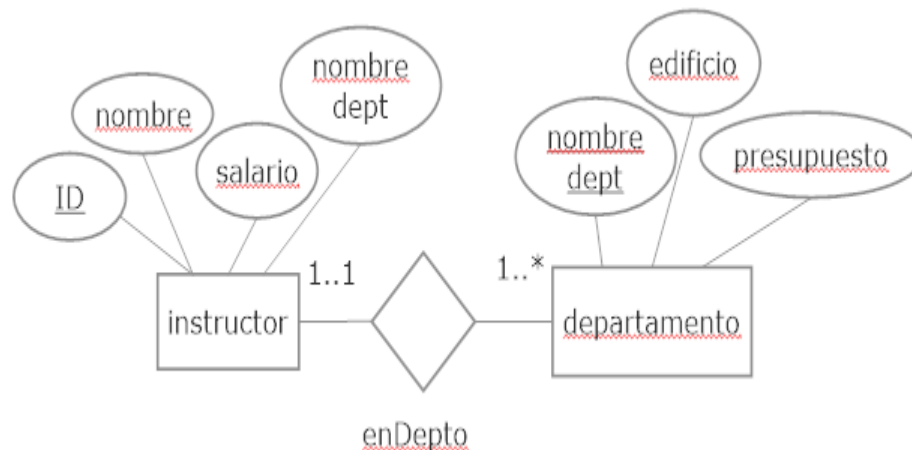 nombre
dept
edificio
nombre
nombre
dept
presupuesto
salario
ID
1..1
1..*
instructor
departamento
enDepto